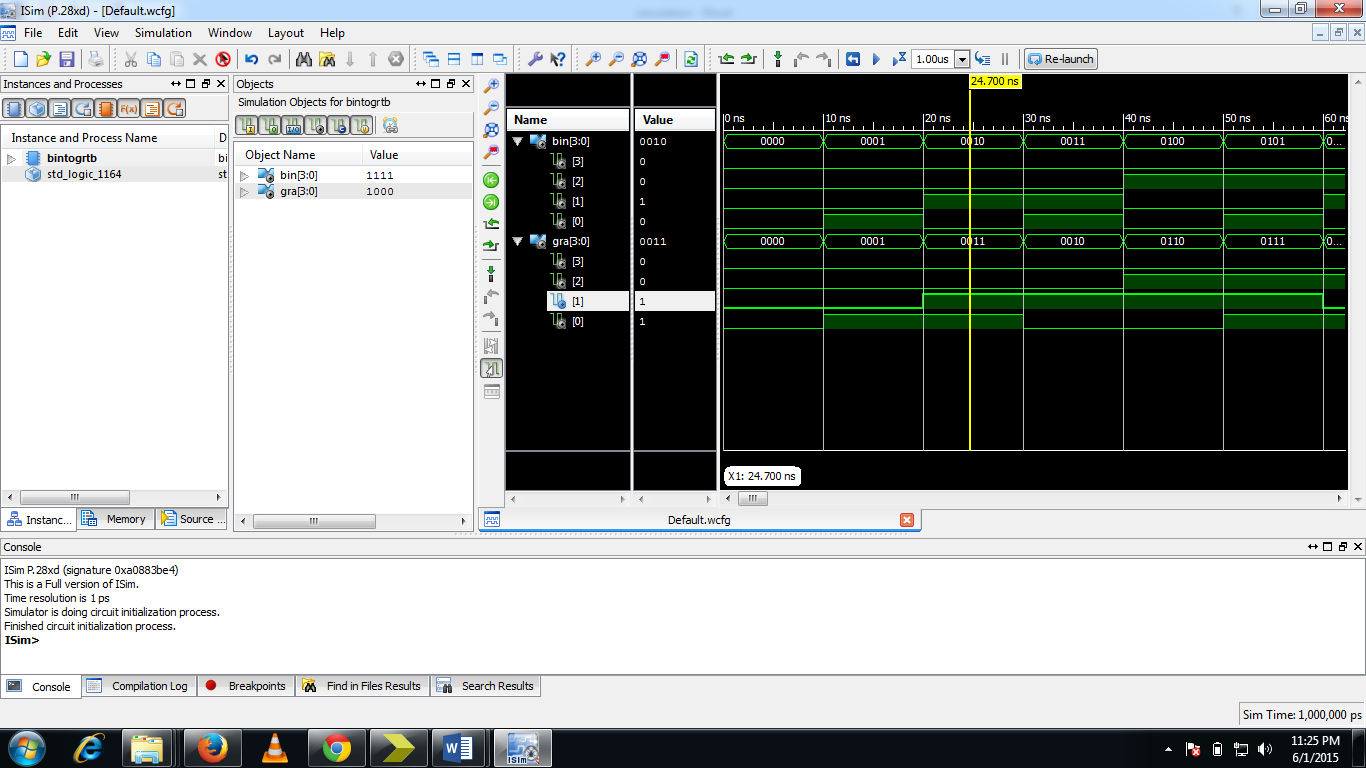 ISim (P.28xd) - [Default.wcfg]
File Edit View Simulation Window Layout Help
1.00us Re-launch
Instances and Processes
Instance and Process Name D
bintogrtb bi
std_logic_1164 st
Instanc... Memory Source ...
Objects
Simulation Objects for bintogrtb
Object Name Value
bin[3:0] 1111
gra[3:0] 1000
24.700 ns
Name Value
0 ns 10 ns 20 ns 30 ns 40 ns 50 ns 60 ns
bin[3:0] 0010 0000 0001 0010 0011 0100 0101 0...
[3] 0
[2] 0
[1] 1
[0] 0
gra[3:0] 0011 0000 0001 0011 0010 0110 0111 0...
[3] 0
[2] 0
[1] 1
[0] 1
X1: 24.700 ns
Default.wcfg
Console
ISim P.28xd (signature 0xa0883be4)
This is a Full version of ISim.
Time resolution is 1 ps
Simulator is doing circuit initialization process.
Finished circuit initialization process.
ISim>
Console Compilation Log Breakpoints Find in Files Results Search Results
Sim Time: 1,000,000 ps
ISim
11:25 PM
6/1/2015